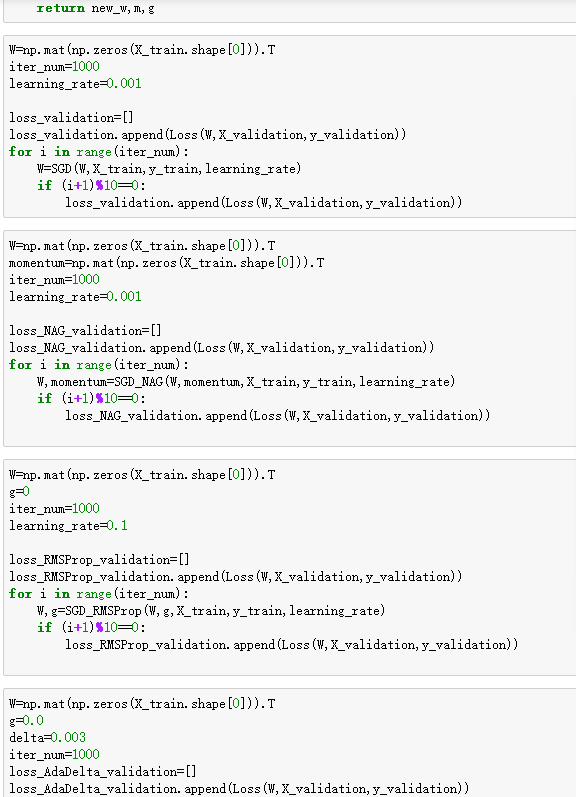 return new_w,m,g
W=np.mat(np.zeros(X_train.shape[0])).T
iter_num=1000
learning_rate=0.001
loss_validation=[]
loss_validation.append(Loss(W,X_validation,y_validation))
for i in range(iter_num):
    W=SGD(W,X_train,y_train,learning_rate)
    if (i+1)%10==0:
        loss_validation.append(Loss(W,X_validation,y_validation))
W=np.mat(np.zeros(X_train.shape[0])).T
momentum=np.mat(np.zeros(X_train.shape[0])).T
iter_num=1000
learning_rate=0.001
loss_NAG_validation=[]
loss_NAG_validation.append(Loss(W,X_validation,y_validation))
for i in range(iter_num):
    W,momentum=SGD_NAG(W,momentum,X_train,y_train,learning_rate)
    if (i+1)%10==0:
        loss_NAG_validation.append(Loss(W,X_validation,y_validation))
W=np.mat(np.zeros(X_train.shape[0])).T
g=0
iter_num=1000
learning_rate=0.1
loss_RMSProp_validation=[]
loss_RMSProp_validation.append(Loss(W,X_validation,y_validation))
for i in range(iter_num):
    W,g=SGD_RMSProp(W,g,X_train,y_train,learning_rate)
    if (i+1)%10==0:
        loss_RMSProp_validation.append(Loss(W,X_validation,y_validation))
W=np.mat(np.zeros(X_train.shape[0])).T
g=0.0
delta=0.003
iter_num=1000
loss_AdaDelta_validation=[]
loss_AdaDelta_validation.append(Loss(W,X_validation,y_validation))